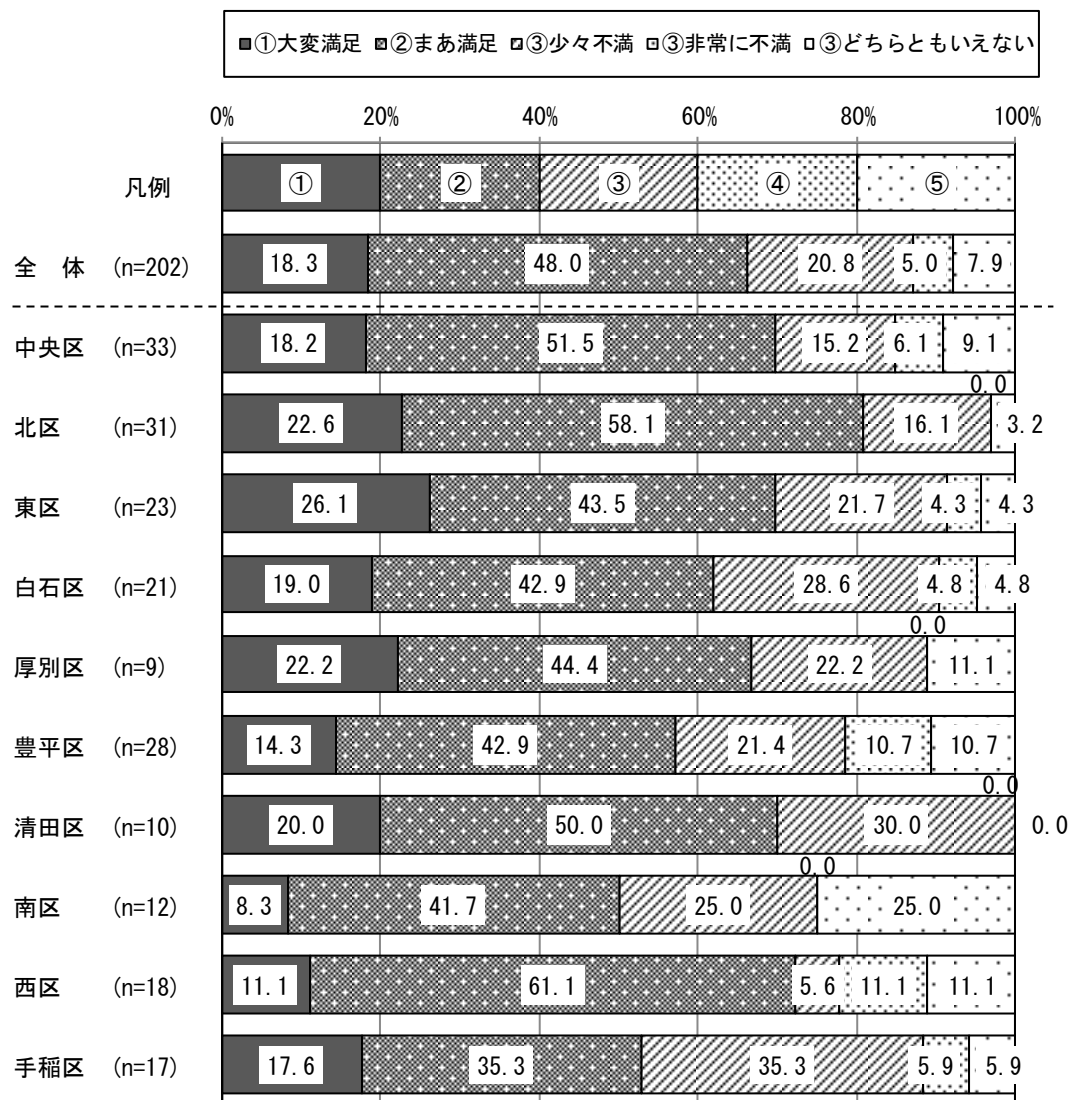 ■①大変満足 ②まあ満足 ③少々不満 ③非常に不満 □③どちらともいえない
0% 20% 40% 60% 80% 100%
凡例 ① ② ③ ④ ⑤
全 体 (n=202) 18.3 48.0 20.8 5.0 7.9
中央区 (n=33) 18.2 51.5 15.2 6.1 9.1
0.0
北区 (n=31) 22.6 58.1 16.1 3.2
東区 (n=23) 26.1 43.5 21.7 4.3 4.3
白石区 (n=21) 19.0 42.9 28.6 4.8 4.8
0.0
厚別区 (n=9) 22.2 44.4 22.2 11.1
豊平区 (n=28) 14.3 42.9 21.4 10.7 10.7
0.0
清田区 (n=10) 20.0 50.0 30.0 0.0
0.0
南区 (n=12) 8.3 41.7 25.0 25.0
西区 (n=18) 11.1 61.1 5.6 11.1 11.1
手稲区 (n=17) 17.6 35.3 35.3 5.9 5.9